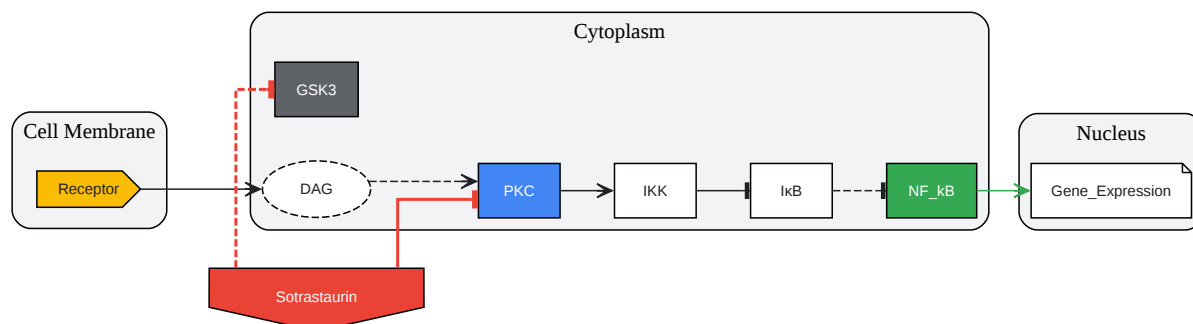 Cytoplasm
GSK3
Cell Membrane
Nucleus
Receptor
DAG
PKC
IKK
IκB
NF_kB
Gene_Expression
Sotrastaurin